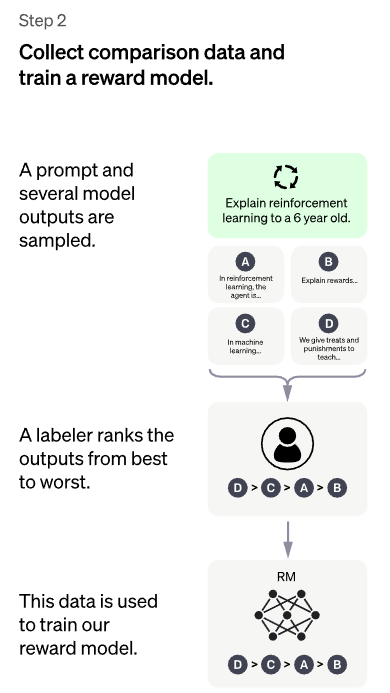 Step 2
Collect comparison data and
train a reward model.
A prompt and
several model
outputs are
sampled.
Explain reinforcement
learning to a 6 year old.
A
In reinforcement
learning, the
agent is...
B
Explain rewards...
C
In machine
learning...
D
We give treats and
punishments to
teach...
A labeler ranks the
outputs from best
to worst.
D > C > A > B
This data is used
to train our
reward model.
RM
D > C > A > B